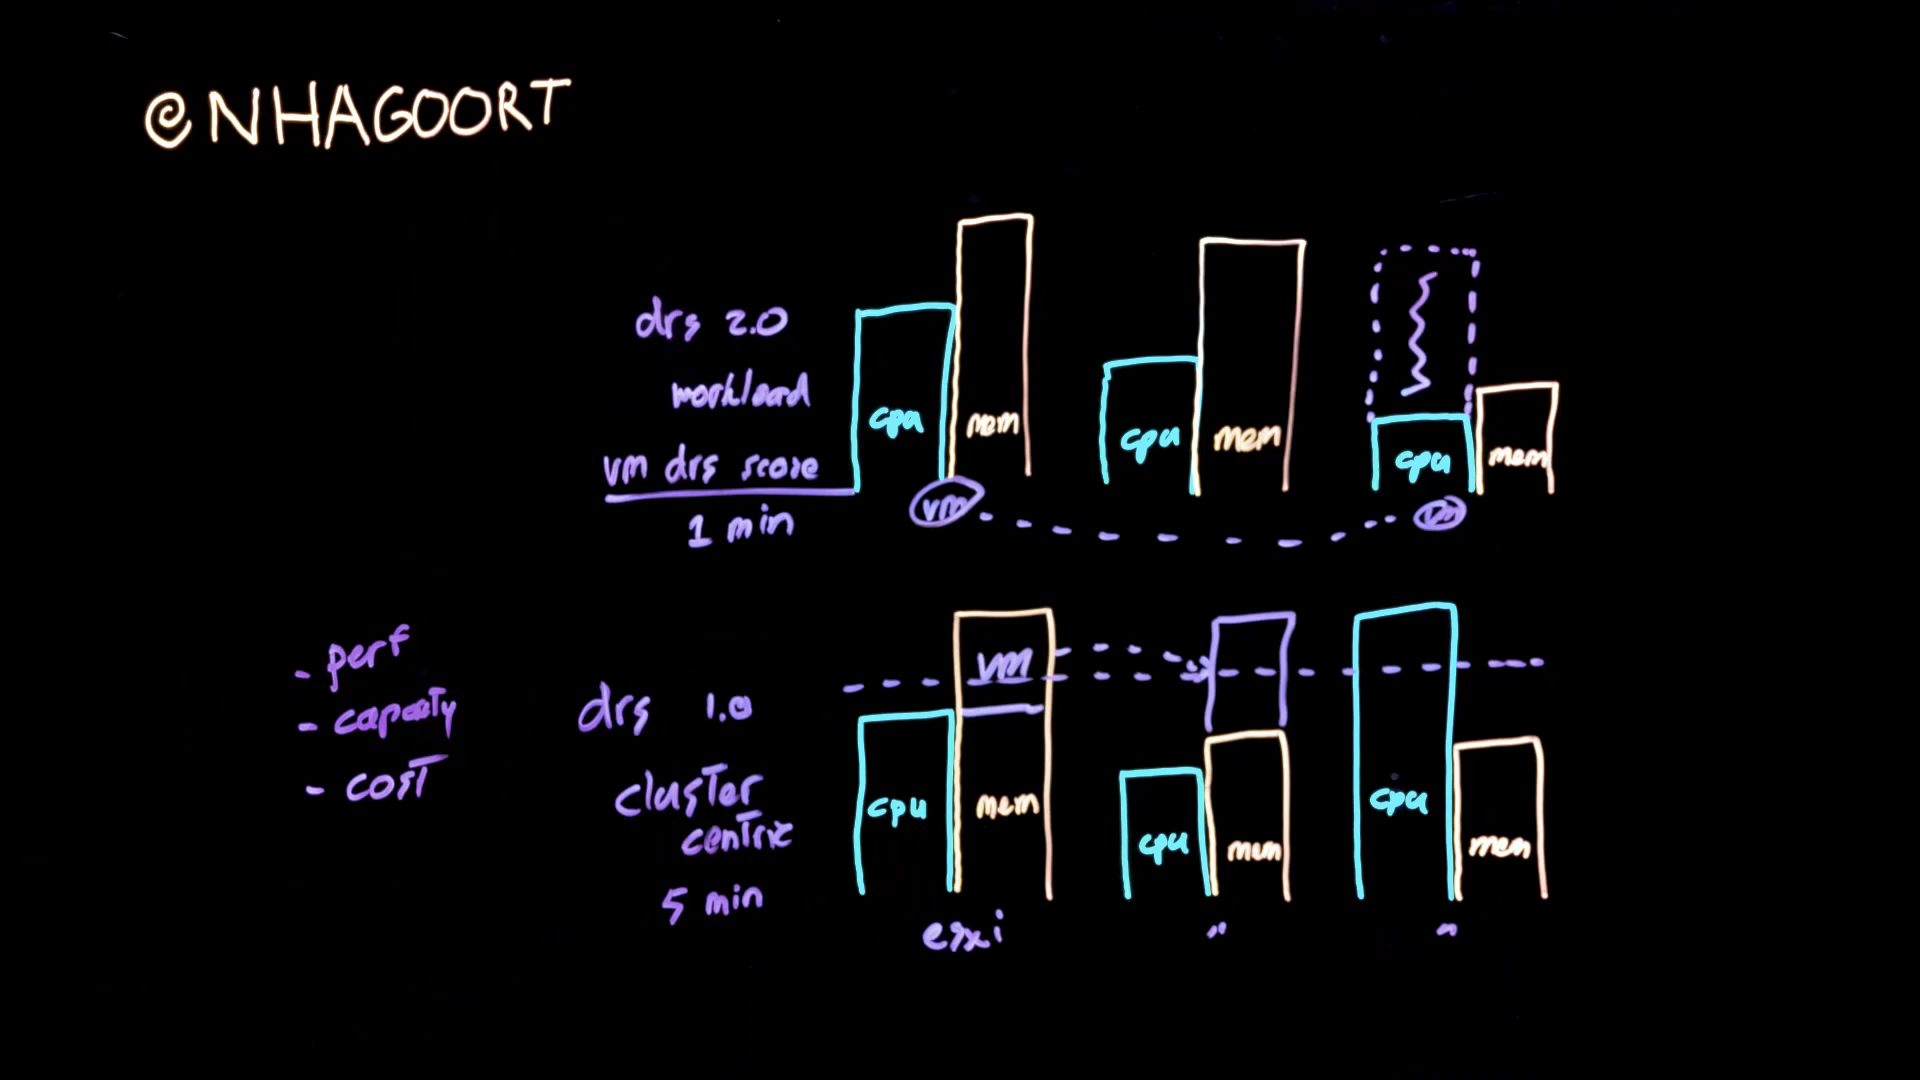 @NHAGOORT
drs 2.0
workload
vm drs score
1 min
cpu mem
cpu mem
cpu mem
vm
vm
- perf
- capacity
- cost
drs 1.0
cluster
centric
5 min
vm
cpu mem
cpu mem
cpu mem
esxi " "